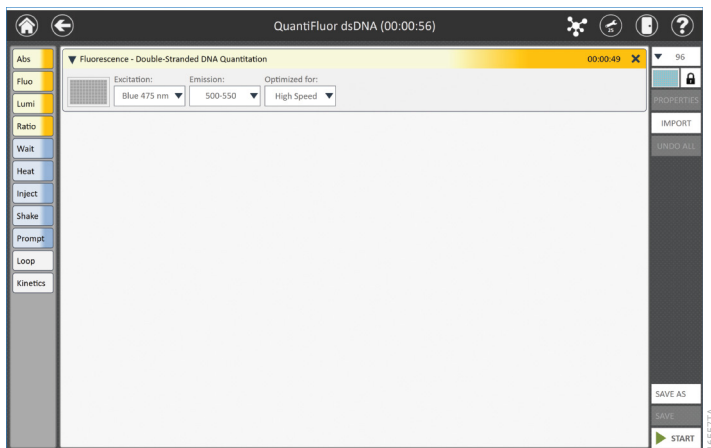 QuantiFluor dsDNA (00:00:56)
25
?
Abs
Fluo
Lumi
Ratio
Wait
Heat
Inject
Shake
Prompt
Loop
Kinetics
Fluorescence - Double-Stranded DNA Quantitation
00:00:49
Excitation:
Emission:
Optimized for:
Blue 475 nm
500-550
High Speed
96
PROPERTIES
IMPORT
UNDO ALL
SAVE AS
SAVE
START